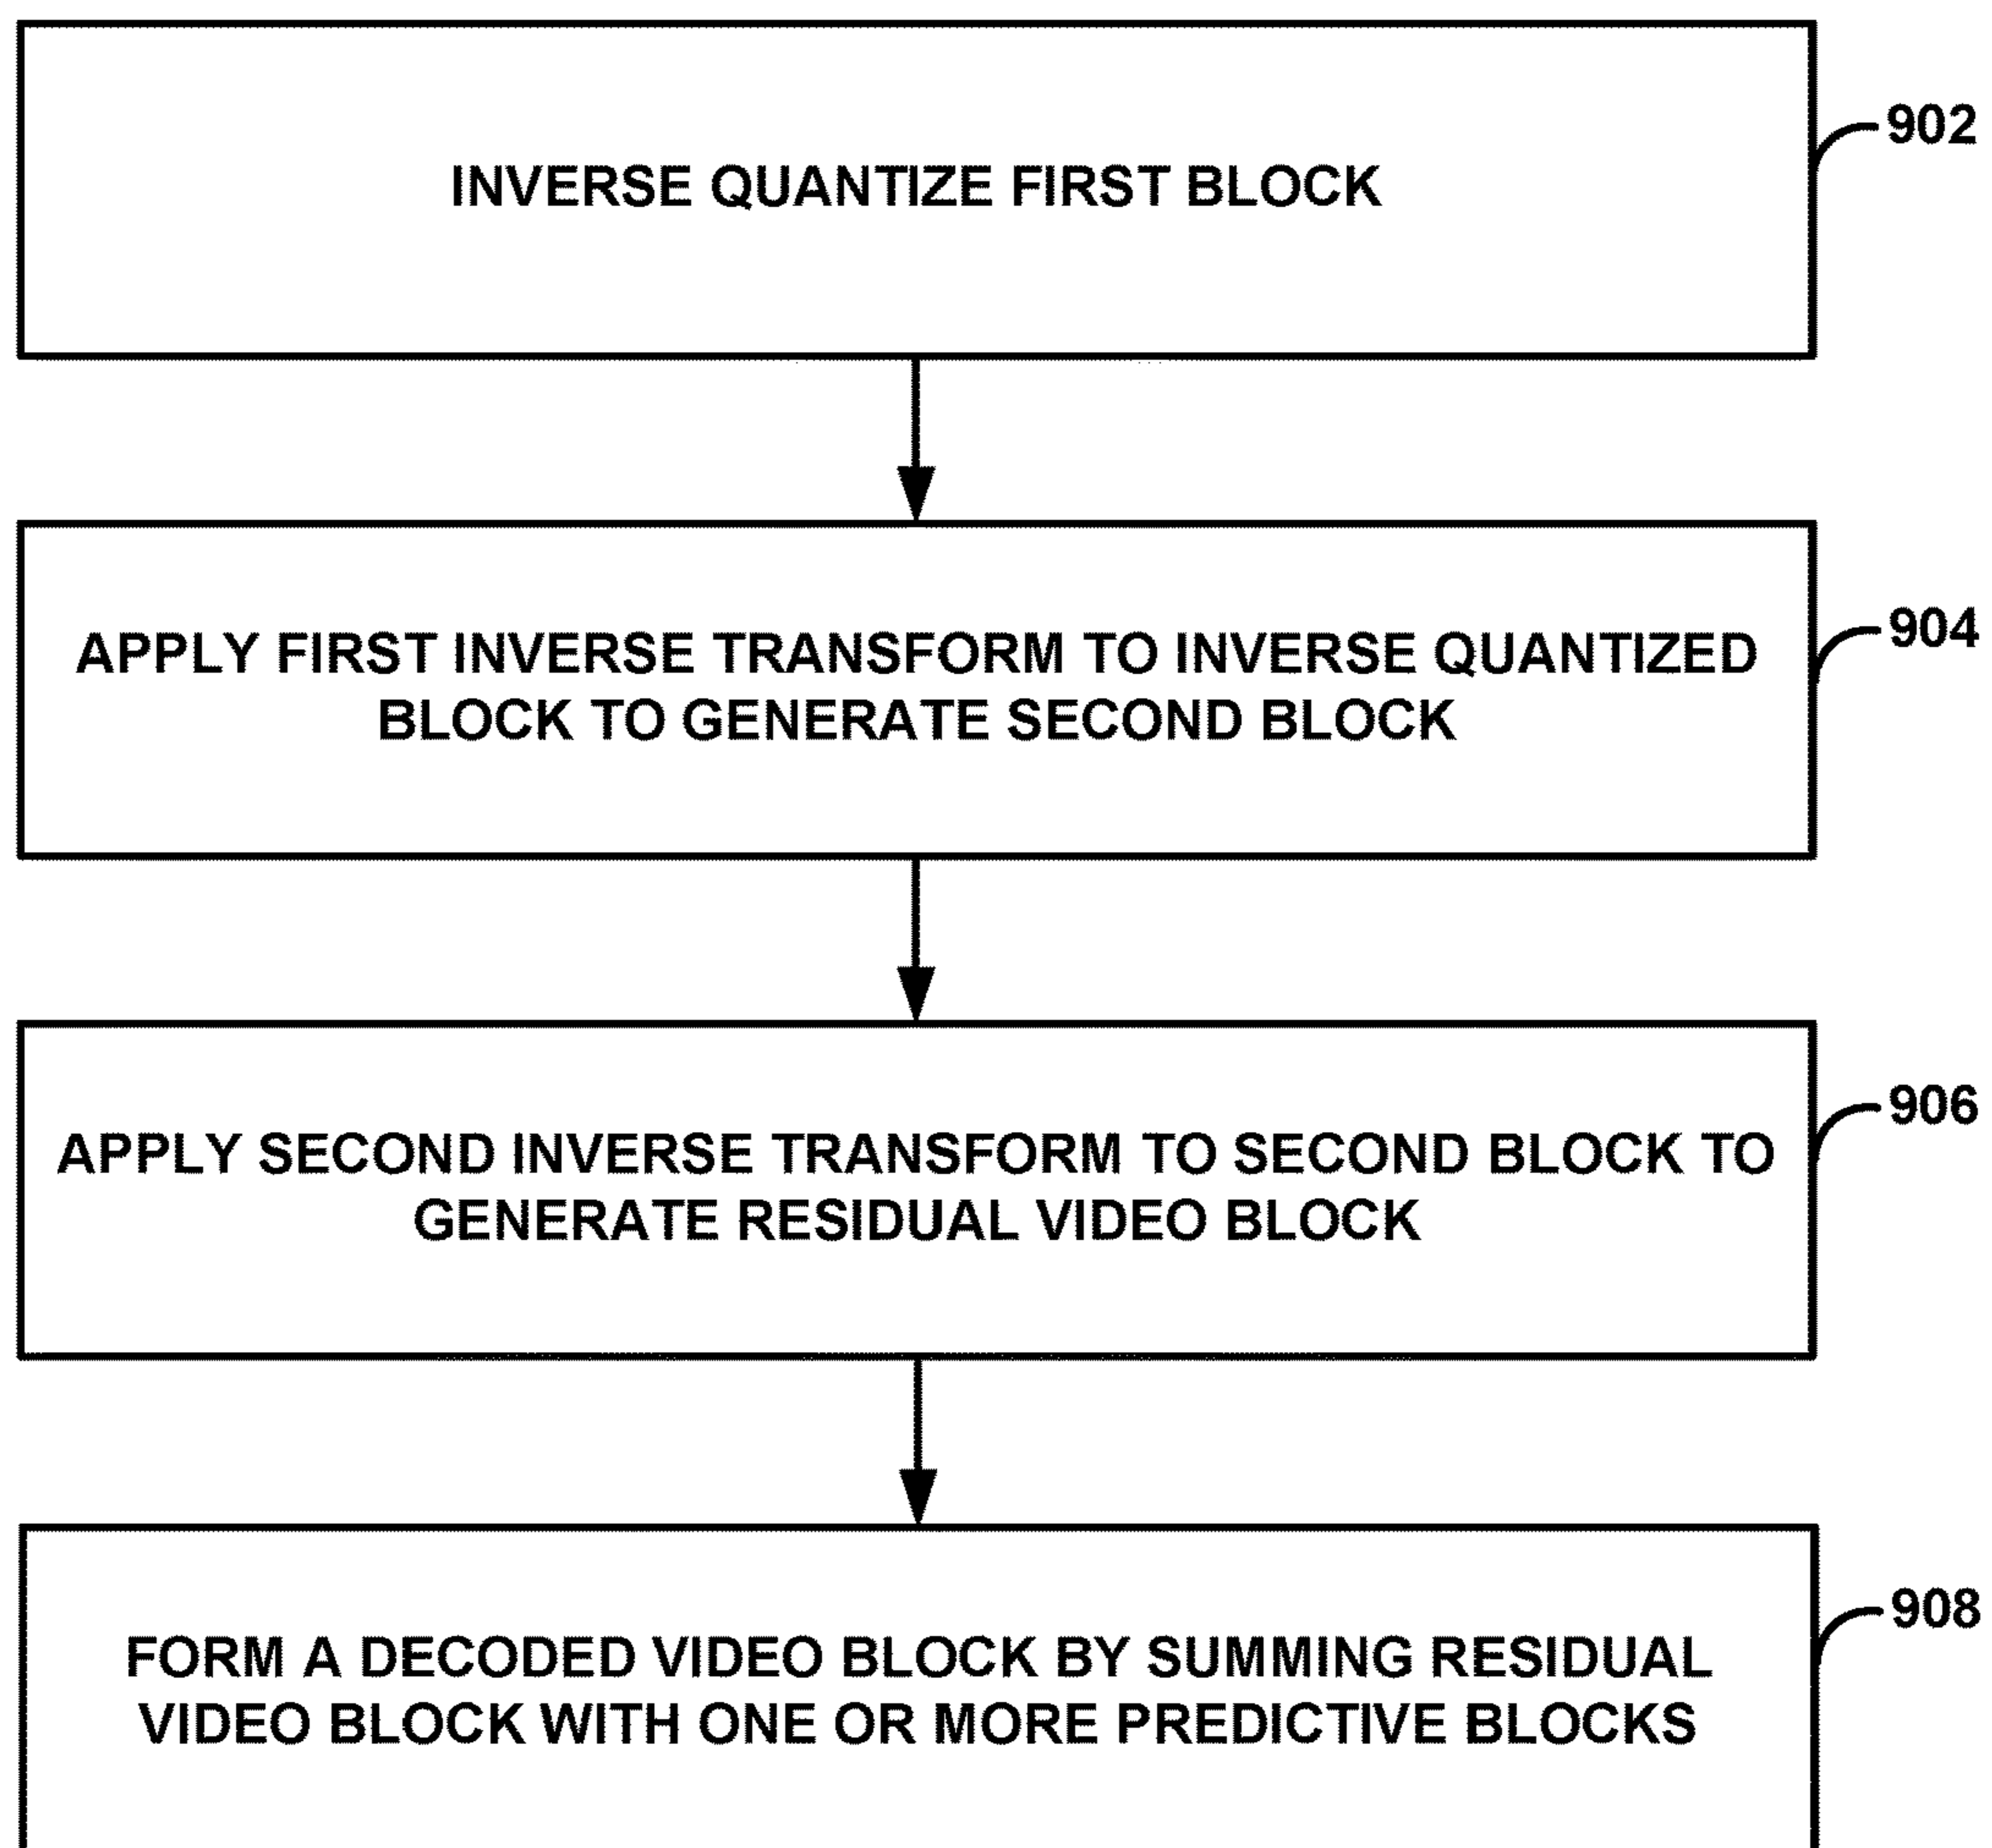 INVERSE QUANTIZE FIRST BLOCK
902
APPLY FIRST INVERSE TRANSFORM TO INVERSE QUANTIZED
BLOCK TO GENERATE SECOND BLOCK
904
APPLY SECOND INVERSE TRANSFORM TO SECOND BLOCK TO
GENERATE RESIDUAL VIDEO BLOCK
906
FORM A DECODED VIDEO BLOCK BY SUMMING RESIDUAL
VIDEO BLOCK WITH ONE OR MORE PREDICTIVE BLOCKS
908